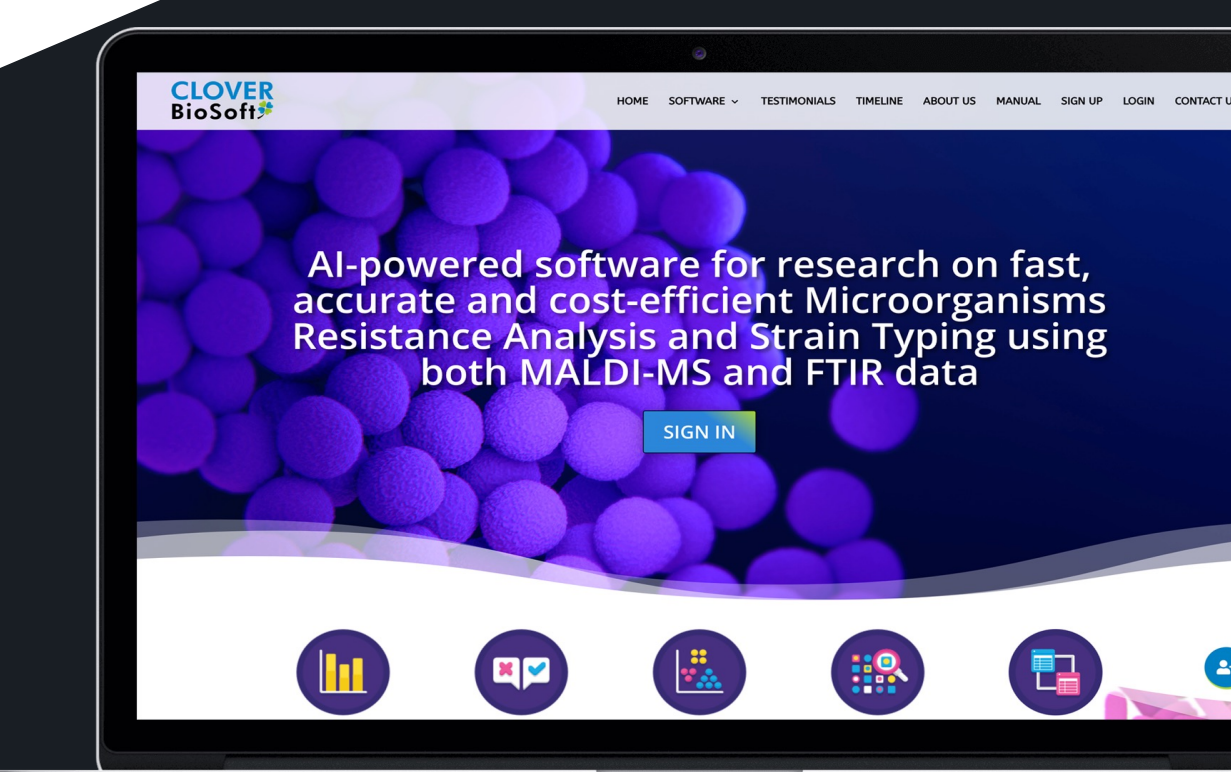 CLOVER
BioSoft
HOME SOFTWARE TESTIMONIALS TIMELINE ABOUT US MANUAL SIGN UP LOGIN CONTACT U
AI-powered software for research on fast,
accurate and cost-efficient Microorganisms
Resistance Analysis and Strain Typing using
both MALDI-MS and FTIR data
SIGN IN